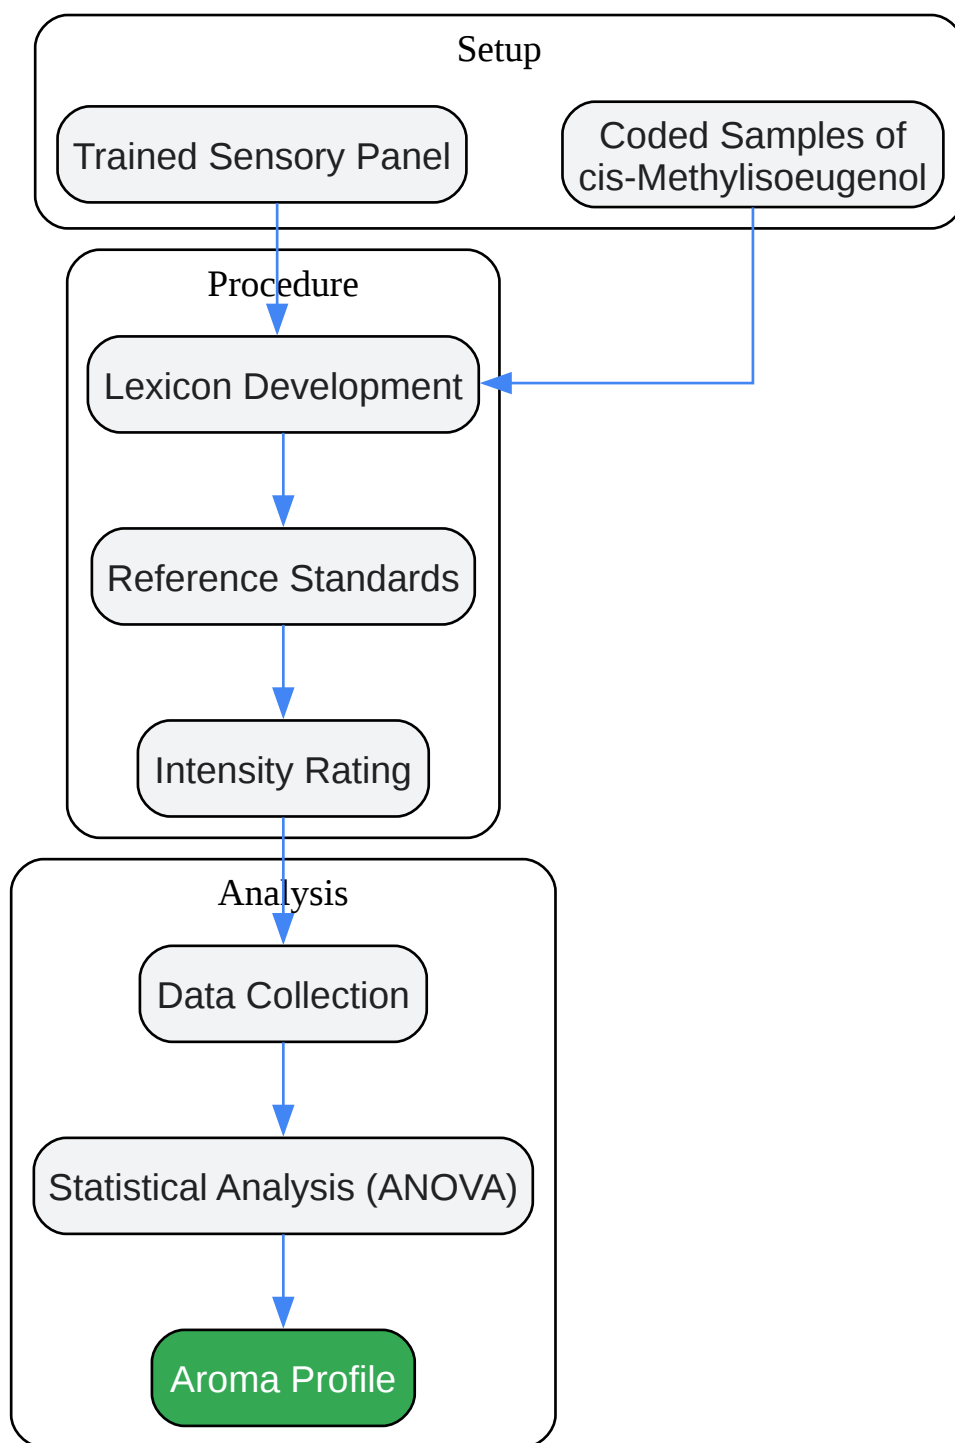 Setup
Trained Sensory Panel
Coded Samples of
cis-Methylisoeugenol
Procedure
Lexicon Development
Reference Standards
Intensity Rating
Analysis
Data Collection
Statistical Analysis (ANOVA)
Aroma Profile